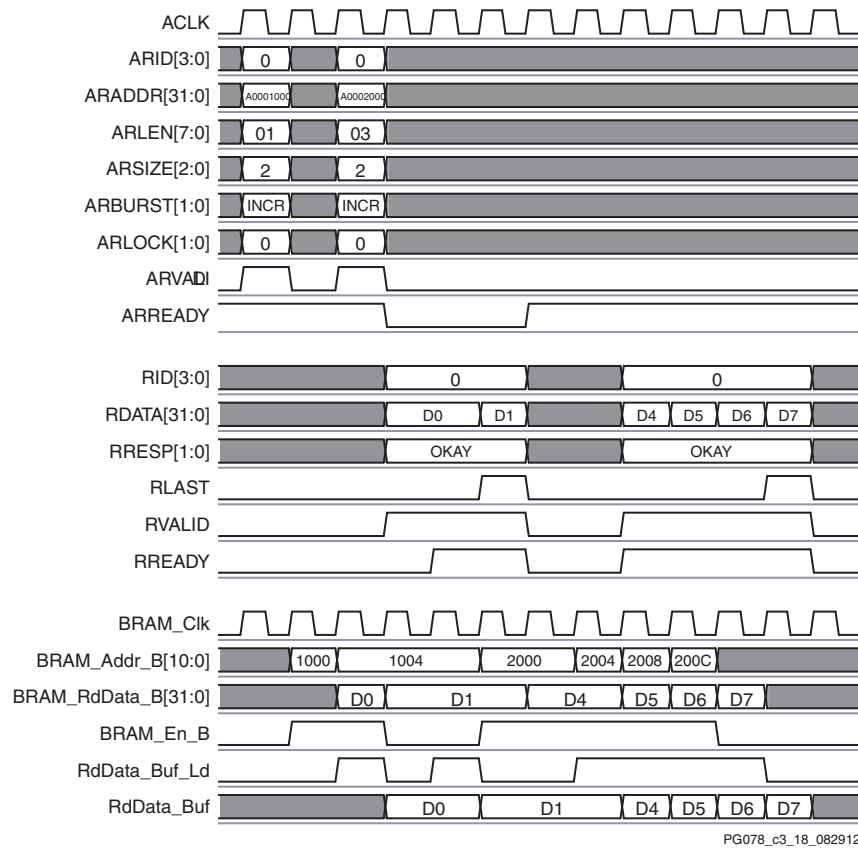 ACLK
ARID[3:0] 0 0
ARADDR[31:0] A0001000 A0002000
ARLEN[7:0] 01 03
ARSIZE[2:0] 2 2
ARBURST[1:0] INCR INCR
ARLOCK[1:0] 0 0
ARVALDI
ARREADY
RID[3:0] 0 0
RDATA[31:0] D0 D1 D4 D5 D6 D7
RRESP[1:0] OKAY OKAY
RLAST
RVALID
RREADY
BRAM_Clk
BRAM_Addr_B[10:0] 1000 1004 2000 2004 2008 200C
BRAM_RdData_B[31:0] D0 D1 D4 D5 D6 D7
BRAM_En_B
RdData_Buf_Ld
RdData_Buf D0 D1 D4 D5 D6 D7
PG078_c3_18_082912